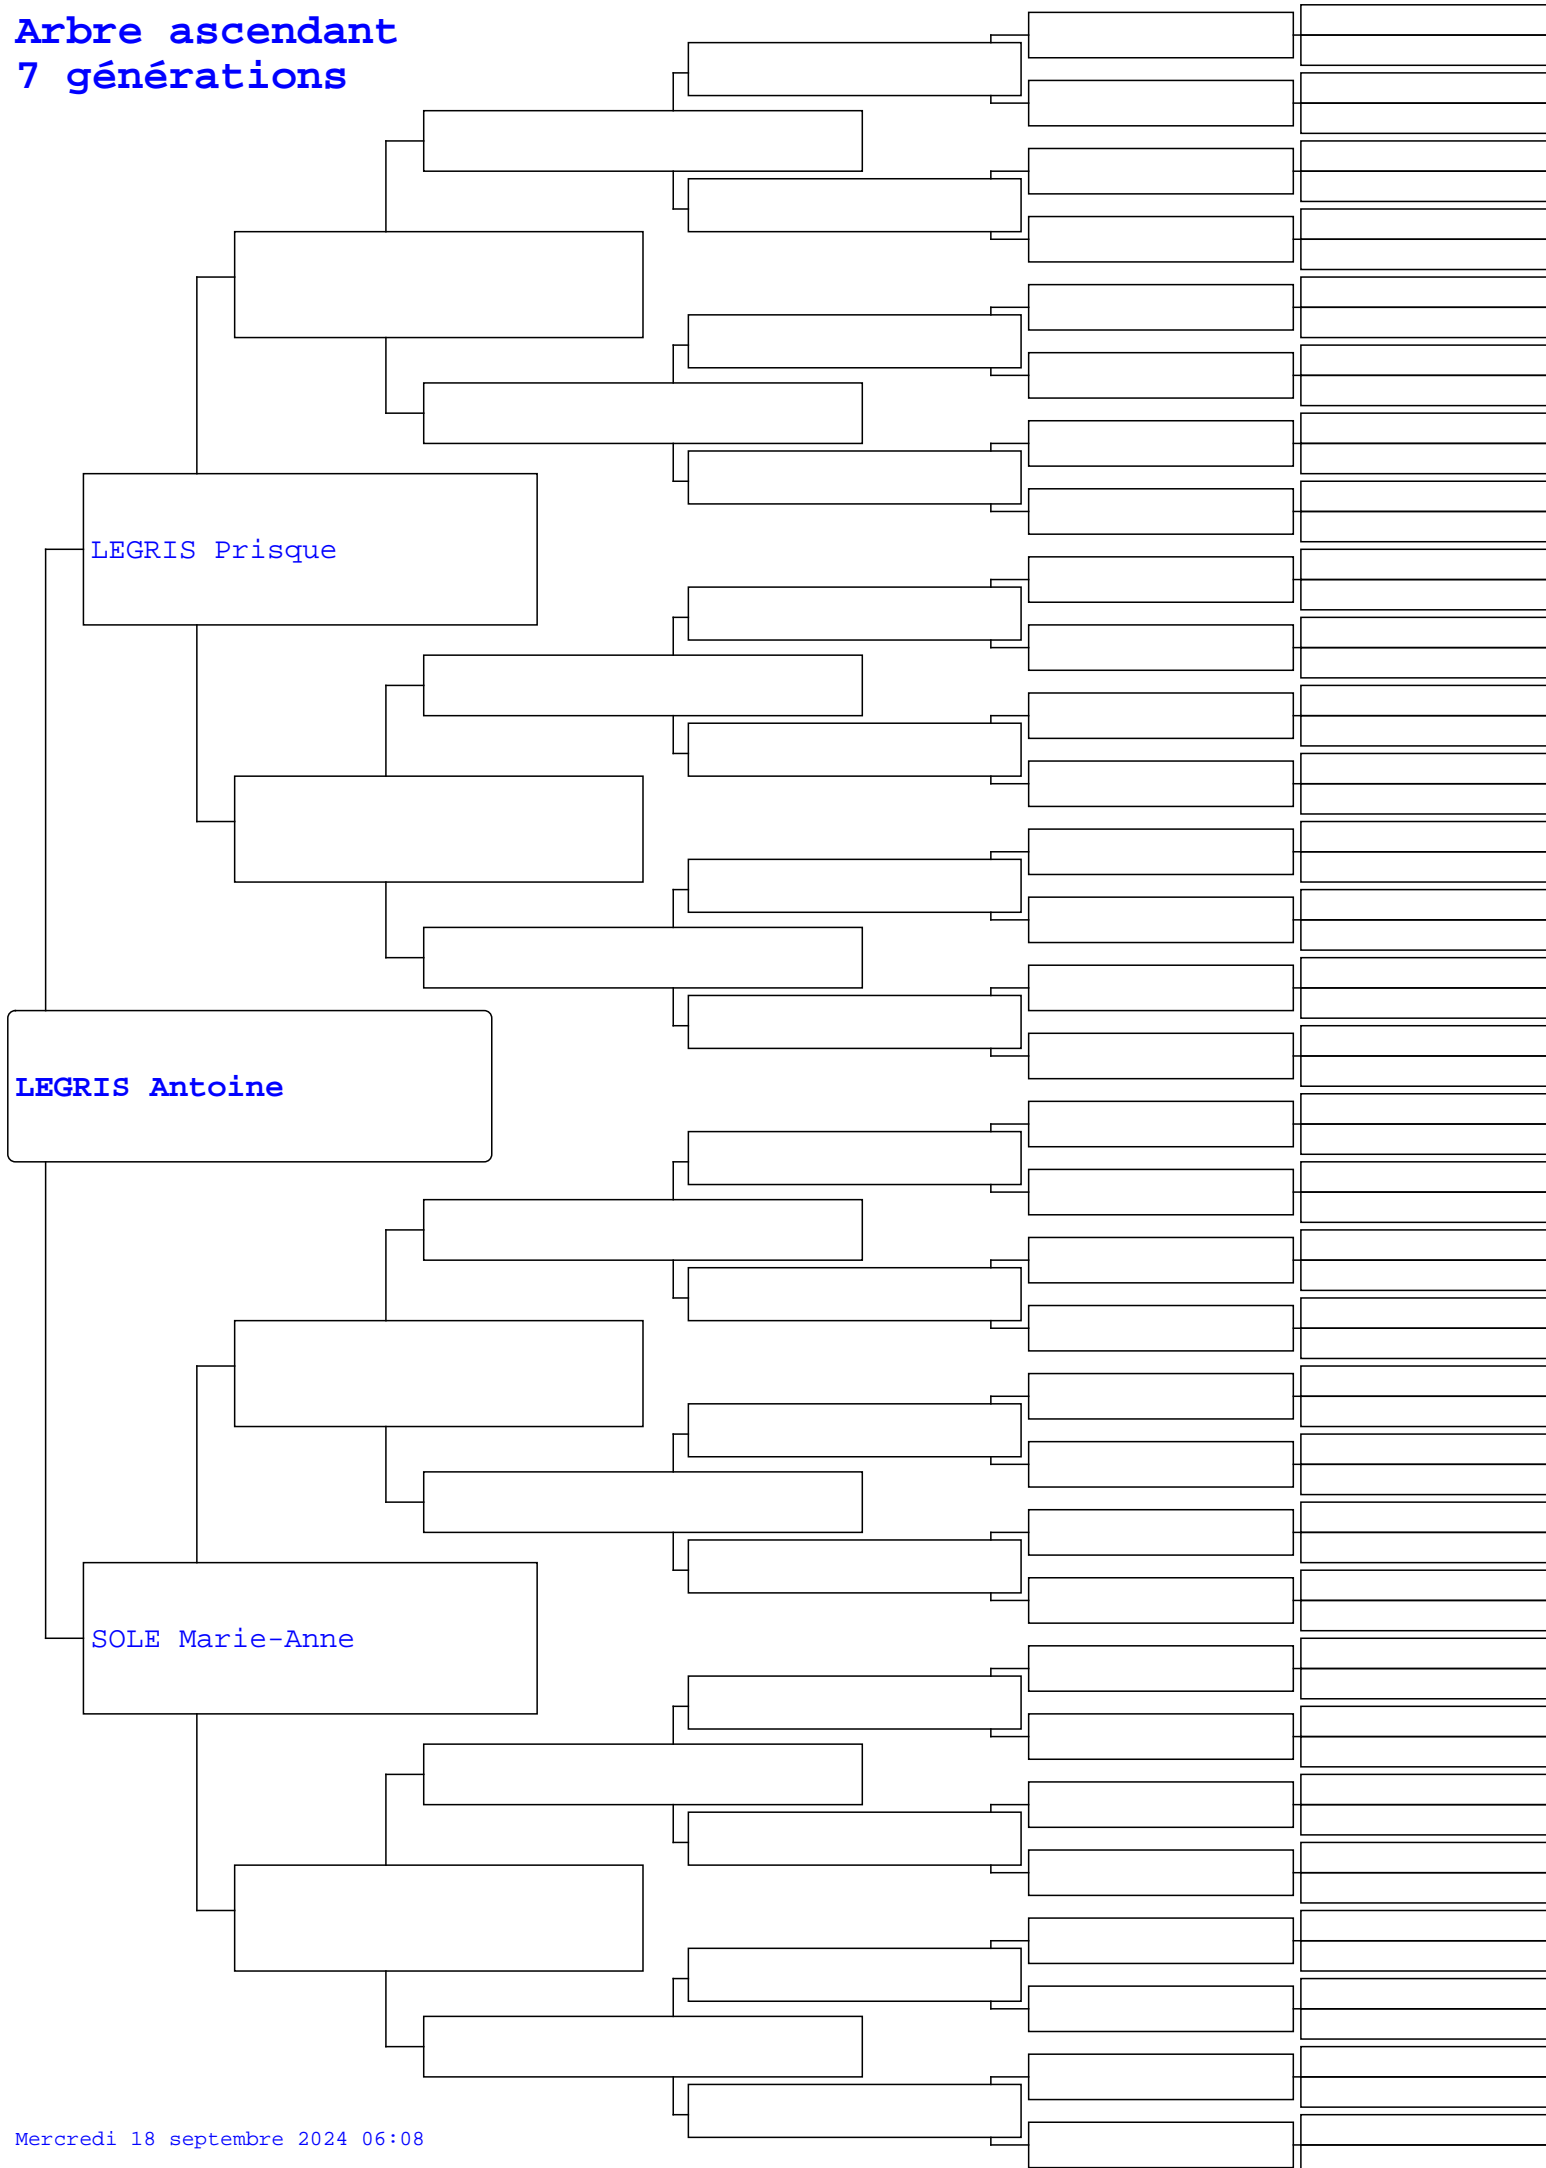 Arbre ascendant
7 générations
LEGRIS Prisque
LEGRIS Antoine
SOLE Marie-Anne
Mercredi 18 septembre 2024 06:08